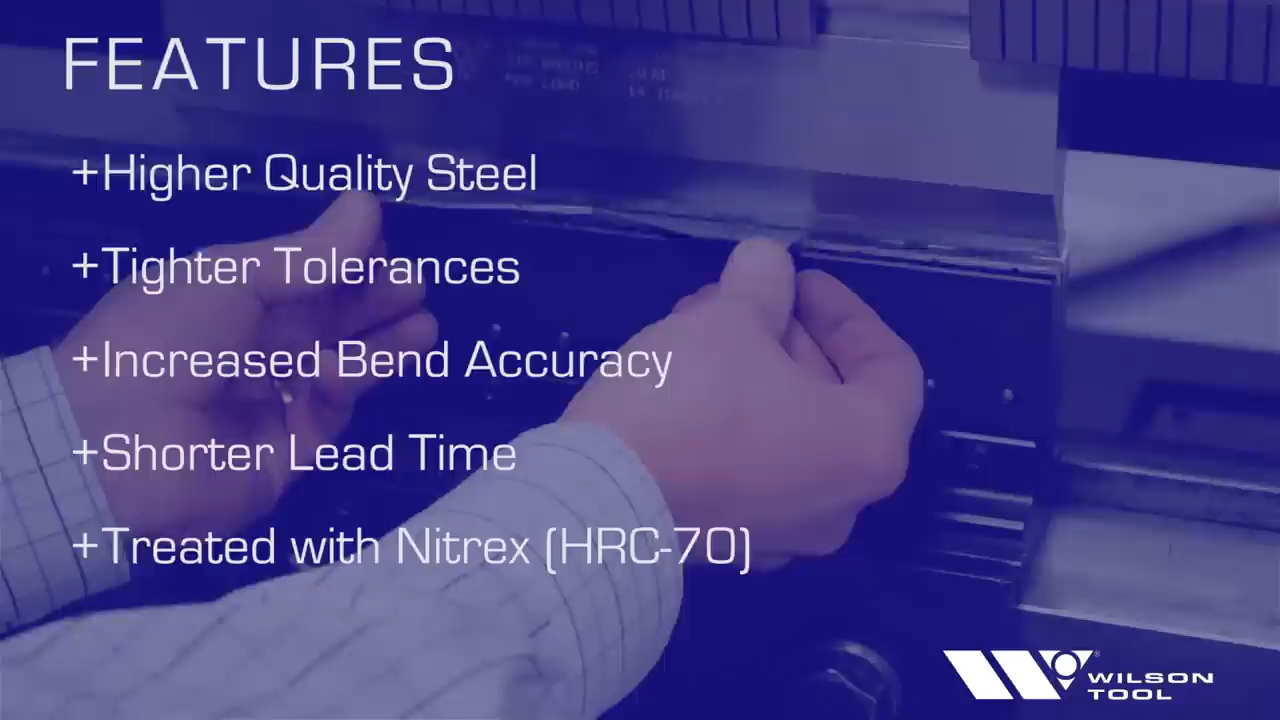 FEATURES
+Higher Quality Steel
+Tighter Tolerances
+Increased Bend Accuracy
+Shorter Lead Time
+Treated with Nitrex (HRC-70)
WILSON
TOOL